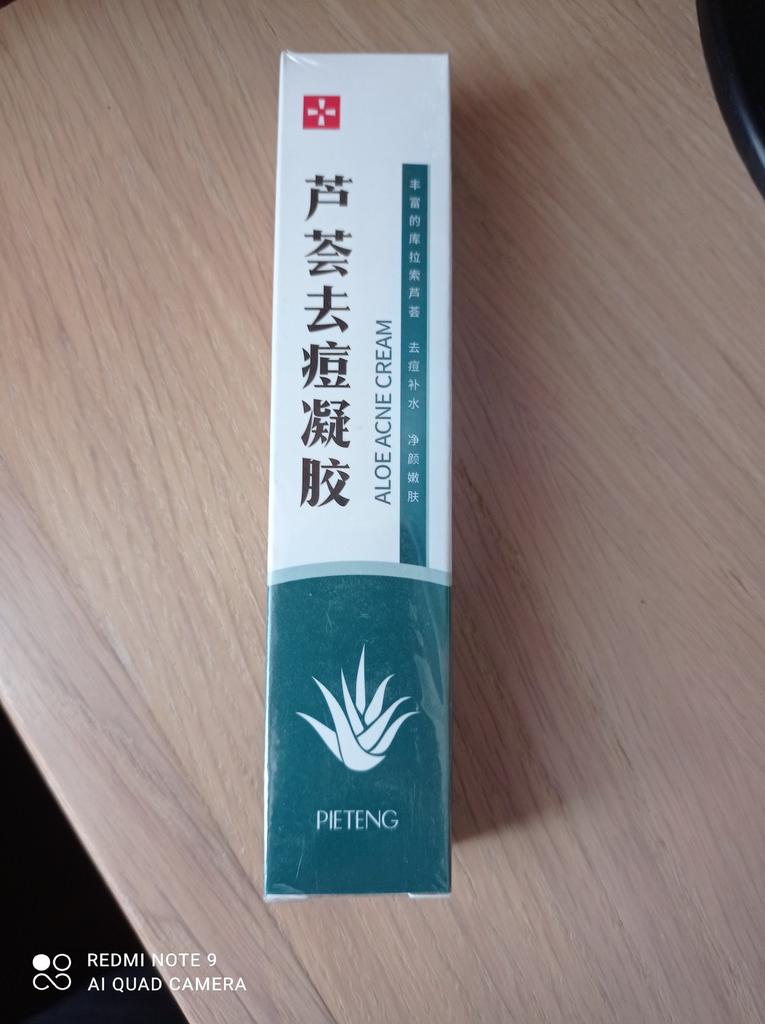 芦荟去痘凝胶
ALOE ACNE CREAM
丰富的库拉索芦荟 去痘补水 净颜嫩肤
PIETENG
REDMI NOTE 9
AI QUAD CAMERA